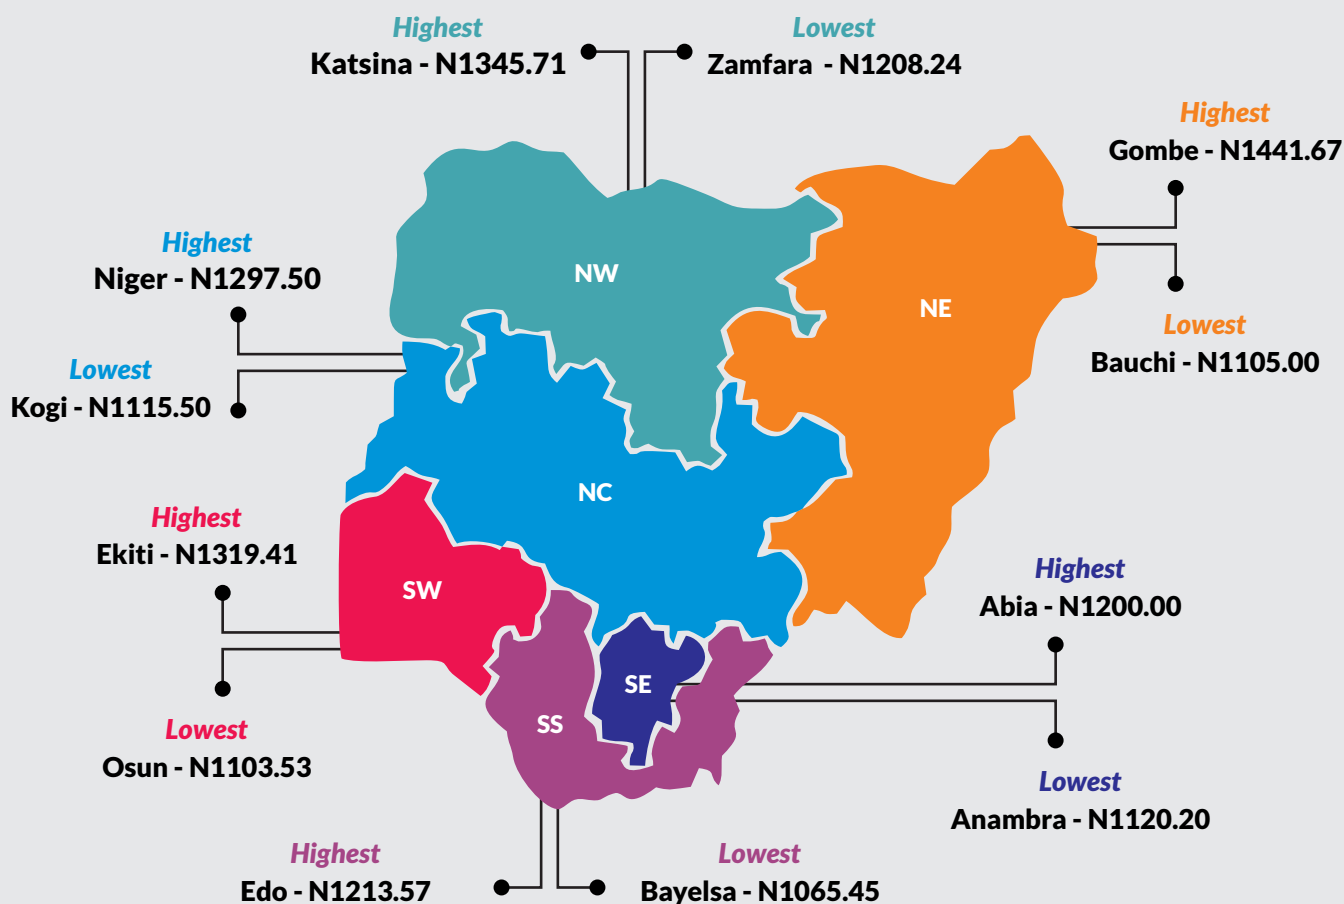 Highest
Katsina - N1345.71
Lowest
Zamfara - N1208.24
Highest
Gombe - N1441.67
Highest
Niger - N1297.50
NW
NE
Lowest
Bauchi - N1105.00
Lowest
Kogi - N1115.50
NC
Highest
Ekiti - N1319.41
SW
Highest
Abia - N1200.00
SE
SS
Lowest
Osun - N1103.53
Lowest
Anambra - N1120.20
Highest
Edo - N1213.57
Lowest
Bayelsa - N1065.45